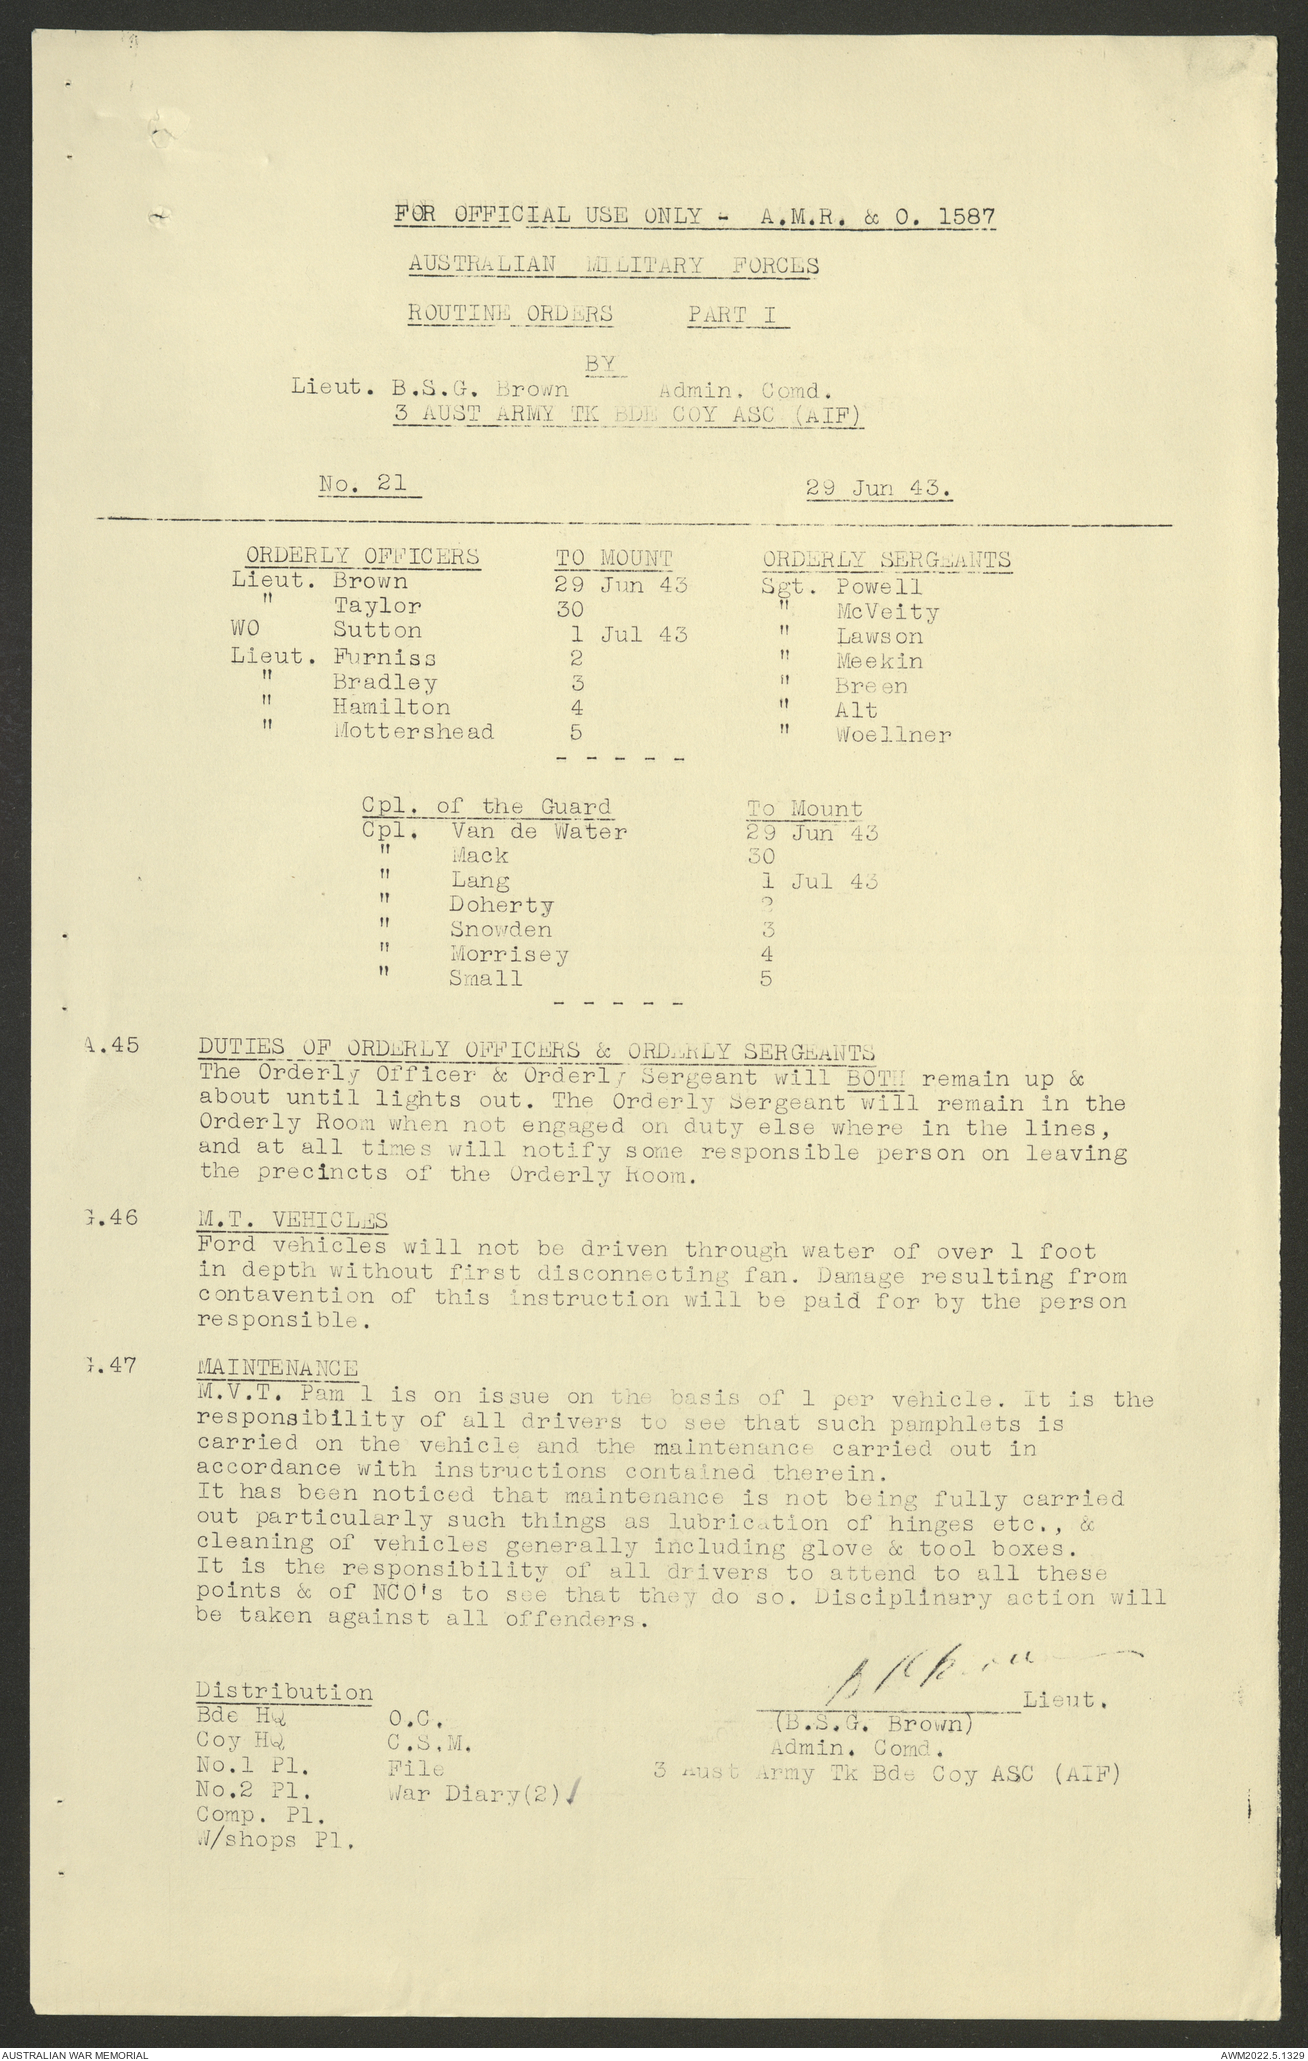 FOR OFFICIAL USE ONLY - A.M.R. & O. 1587
AUSTRALIAN MILITARY FORCES
ROUTINE ORDERS PART I
BY
Lieut. B.S.G. Brown Admin. Comd.
3 AUST ARMY TK BDE COY ASC (AIF)
No. 21 29 Jun 43.
ORDERLY OFFICERS TO MOUNT ORDERLY SERGEANTS
Lieut. Brown 29 Jun 43 Sgt. Powell
" Taylor 30 " McVeity
WO Sutton 1 Jul 43 " Lawson
Lieut. Furniss 2 " Meekin
" Bradley 3 " Breen
" Hamilton 4 " Alt
" Mottershead 5 " Woellner
- - - - -
Cpl. of the Guard To Mount
Cpl. Van de Water 29 Jun 43
" Mack 30
" Lang 1 Jul 43
" Doherty 2
" Snowden 3
" Morrisey 4
" Small 5
- - - - -
A.45 DUTIES OF ORDERLY OFFICERS & ORDERLY SERGEANTS
The Orderly Officer & Orderly Sergeant will BOTH remain up &
about until lights out. The Orderly Sergeant will remain in the
Orderly Room when not engaged on duty else where in the lines,
and at all times will notify some responsible person on leaving
the precincts of the Orderly Room.
G.46 M.T. VEHICLES
Ford vehicles will not be driven through water of over 1 foot
in depth without first disconnecting fan. Damage resulting from
contavention of this instruction will be paid for by the person
responsible.
G.47 MAINTENANCE
M.V.T. Pam 1 is on issue on the basis of 1 per vehicle. It is the
responsibility of all drivers to see that such pamphlets is
carried on the vehicle and the maintenance carried out in
accordance with instructions contained therein.
It has been noticed that maintenance is not being fully carried
out particularly such things as lubrication of hinges etc., &
cleaning of vehicles generally including glove & tool boxes.
It is the responsibility of all drivers to attend to all these
points & of NCO's to see that they do so. Disciplinary action will
be taken against all offenders.
Lieut.
(B.S.G. Brown)
Admin. Comd.
3 Aust Army Tk Bde Coy ASC (AIF)
Distribution
Bde HQ O.C.
Coy HQ C.S.M.
No.1 Pl. File
No.2 Pl. War Diary(2)
Comp. Pl.
W/shops Pl.
AUSTRALIAN WAR MEMORIAL AWM2022.5.1329